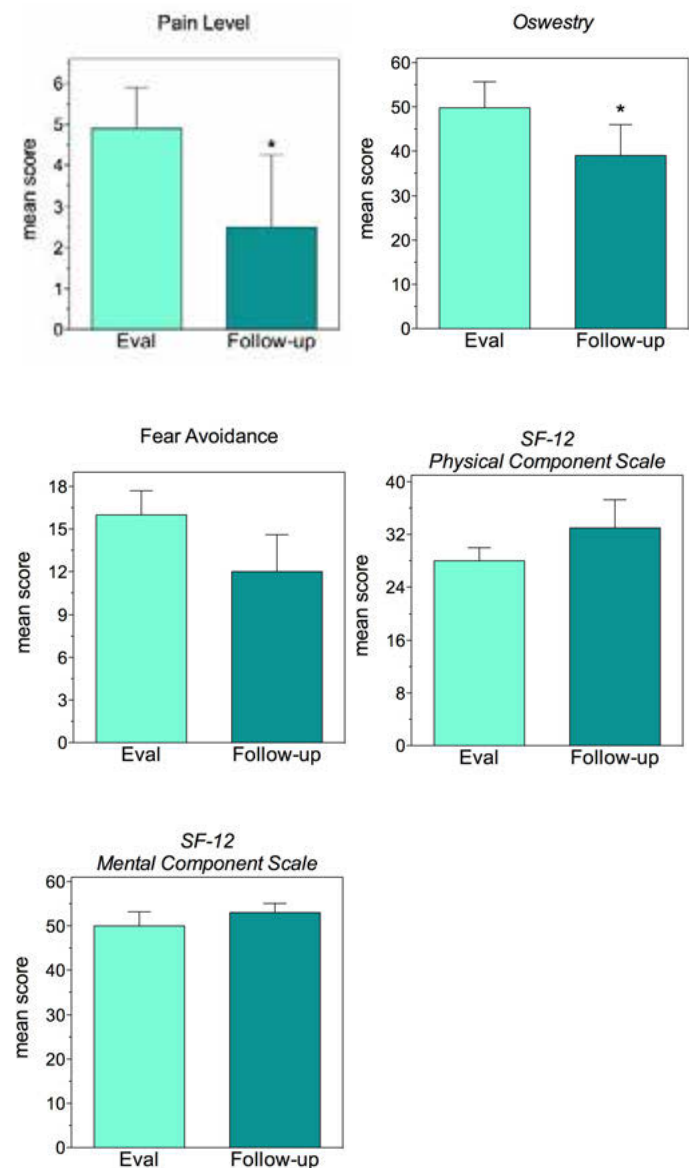 Pain Level
mean score
6
5
4
3
2
1
0
*
Eval Follow-up
Oswestry
mean score
60
50
40
30
20
10
0
*
Eval Follow-up
Fear Avoidance
mean score
18
15
12
9
6
3
0
Eval Follow-up
SF-12
Physical Component Scale
mean score
40
32
24
16
8
0
Eval Follow-up
SF-12
Mental Component Scale
mean score
60
50
40
30
20
10
0
Eval Follow-up